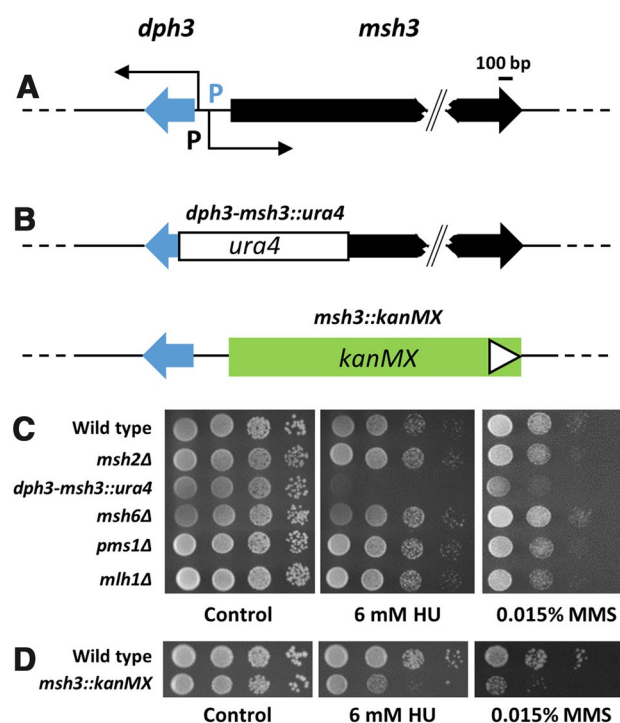 dph3 msh3
100 bp
A P
P
B
dph3-msh3::ura4
ura4
msh3::kanMX
kanMX
C Wild type
msh2Δ
dph3-msh3::ura4
msh6Δ
pms1Δ
mlh1Δ
Control 6 mM HU 0.015% MMS
D Wild type
msh3::kanMX
Control 6 mM HU 0.015% MMS